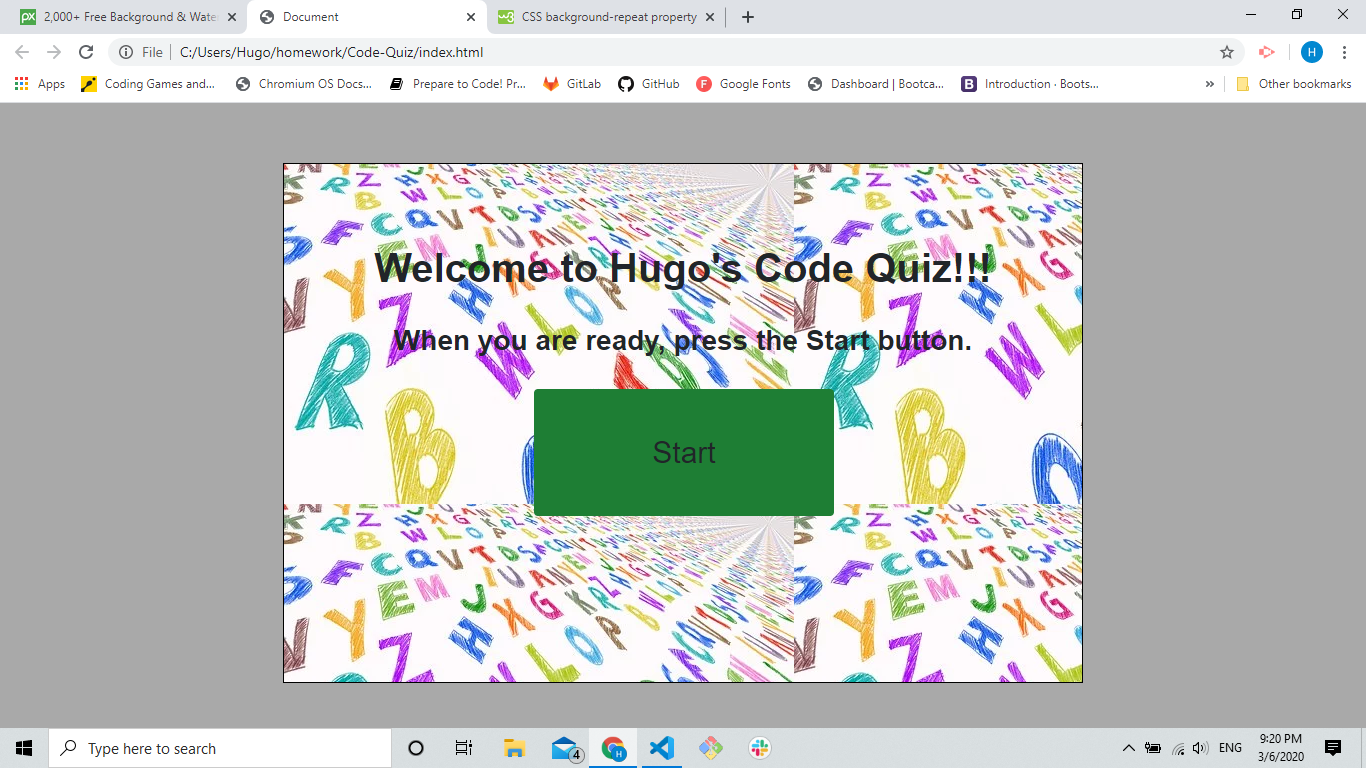 2,000+ Free Background & Wate
Document
CSS background-repeat property
File
C:/Users/Hugo/homework/Code-Quiz/index.html
H
Apps
Coding Games and...
Chromium OS Docs...
Prepare to Code! Pr...
GitLab
GitHub
Google Fonts
Dashboard | Bootca...
Introduction · Boots...
»
Other bookmarks
Welcome to Hugo's Code Quiz!!!
When you are ready, press the Start button.
Start
Type here to search
4
H
ENG
9:20 PM
3/6/2020